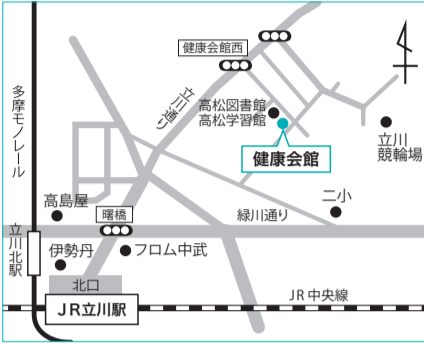 健康会館西
多摩モノレール
立川通り
高松図書館
高松学習館
立川
競輪場
健康会館
高島屋
曙橋
二小
緑川通り
立川北駅
伊勢丹
フロム中武
北口
JR立川駅
JR中央線